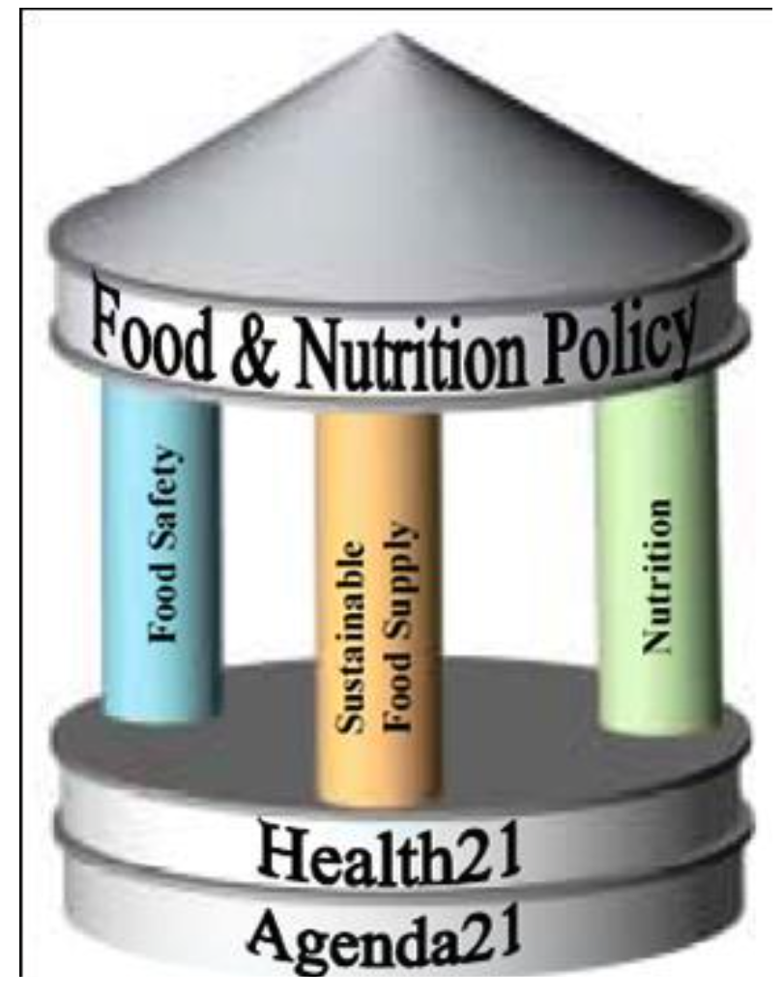 Food & Nutrition Policy
Food Safety
Sustainable
Food Supply
Nutrition
Health21
Agenda21